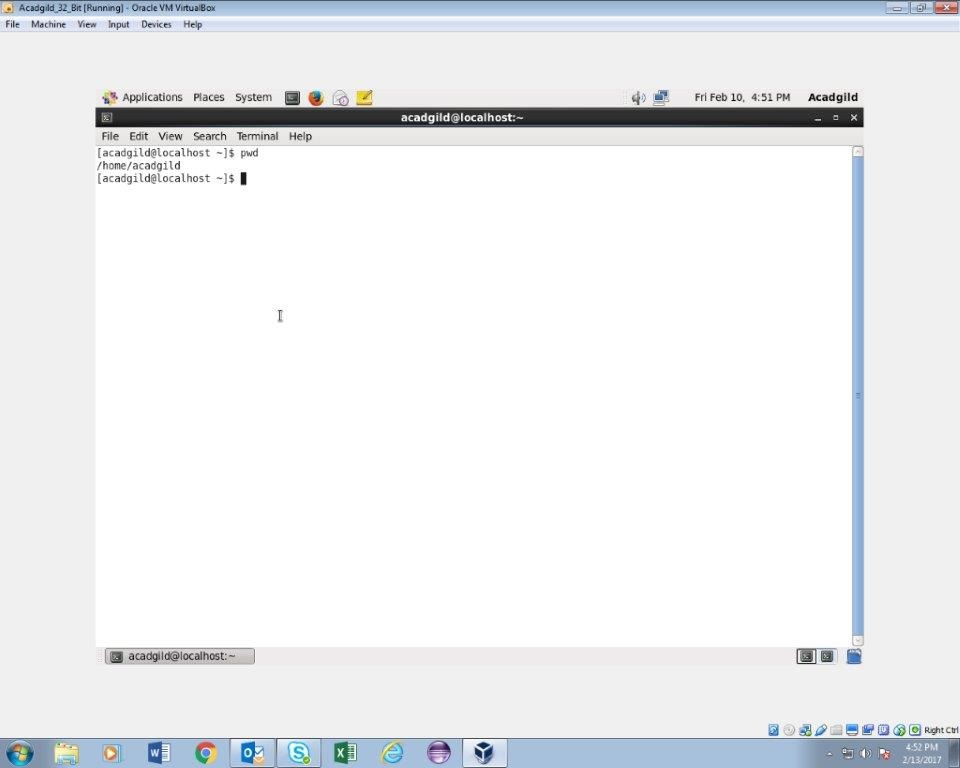 Acadgild_32_Bit [Running] - Oracle VM VirtualBox
File Machine View Input Devices Help
Applications Places System Fri Feb 10, 4:51 PM Acadgild
acadgild@localhost:~
File Edit View Search Terminal Help
[acadgild@localhost ~]$ pwd
/home/acadgild
[acadgild@localhost ~]$
acadgild@localhost:~
Right Ctrl
4:52 PM
2/13/2017